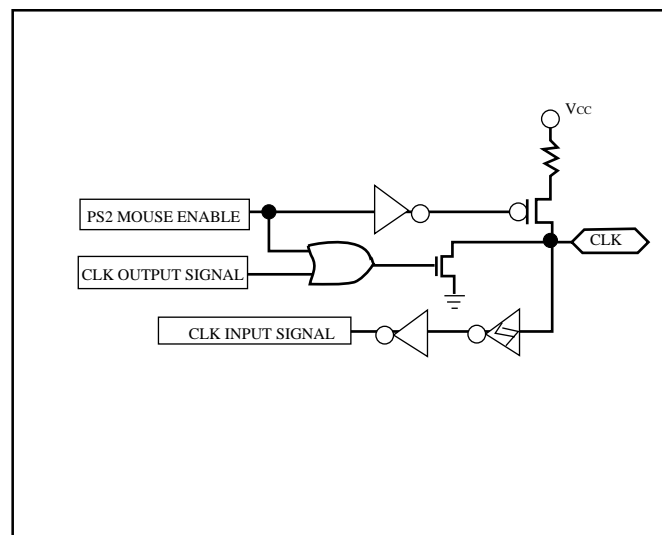 VCC
PS2 MOUSE ENABLE
CLK
CLK OUTPUT SIGNAL
CLK INPUT SIGNAL